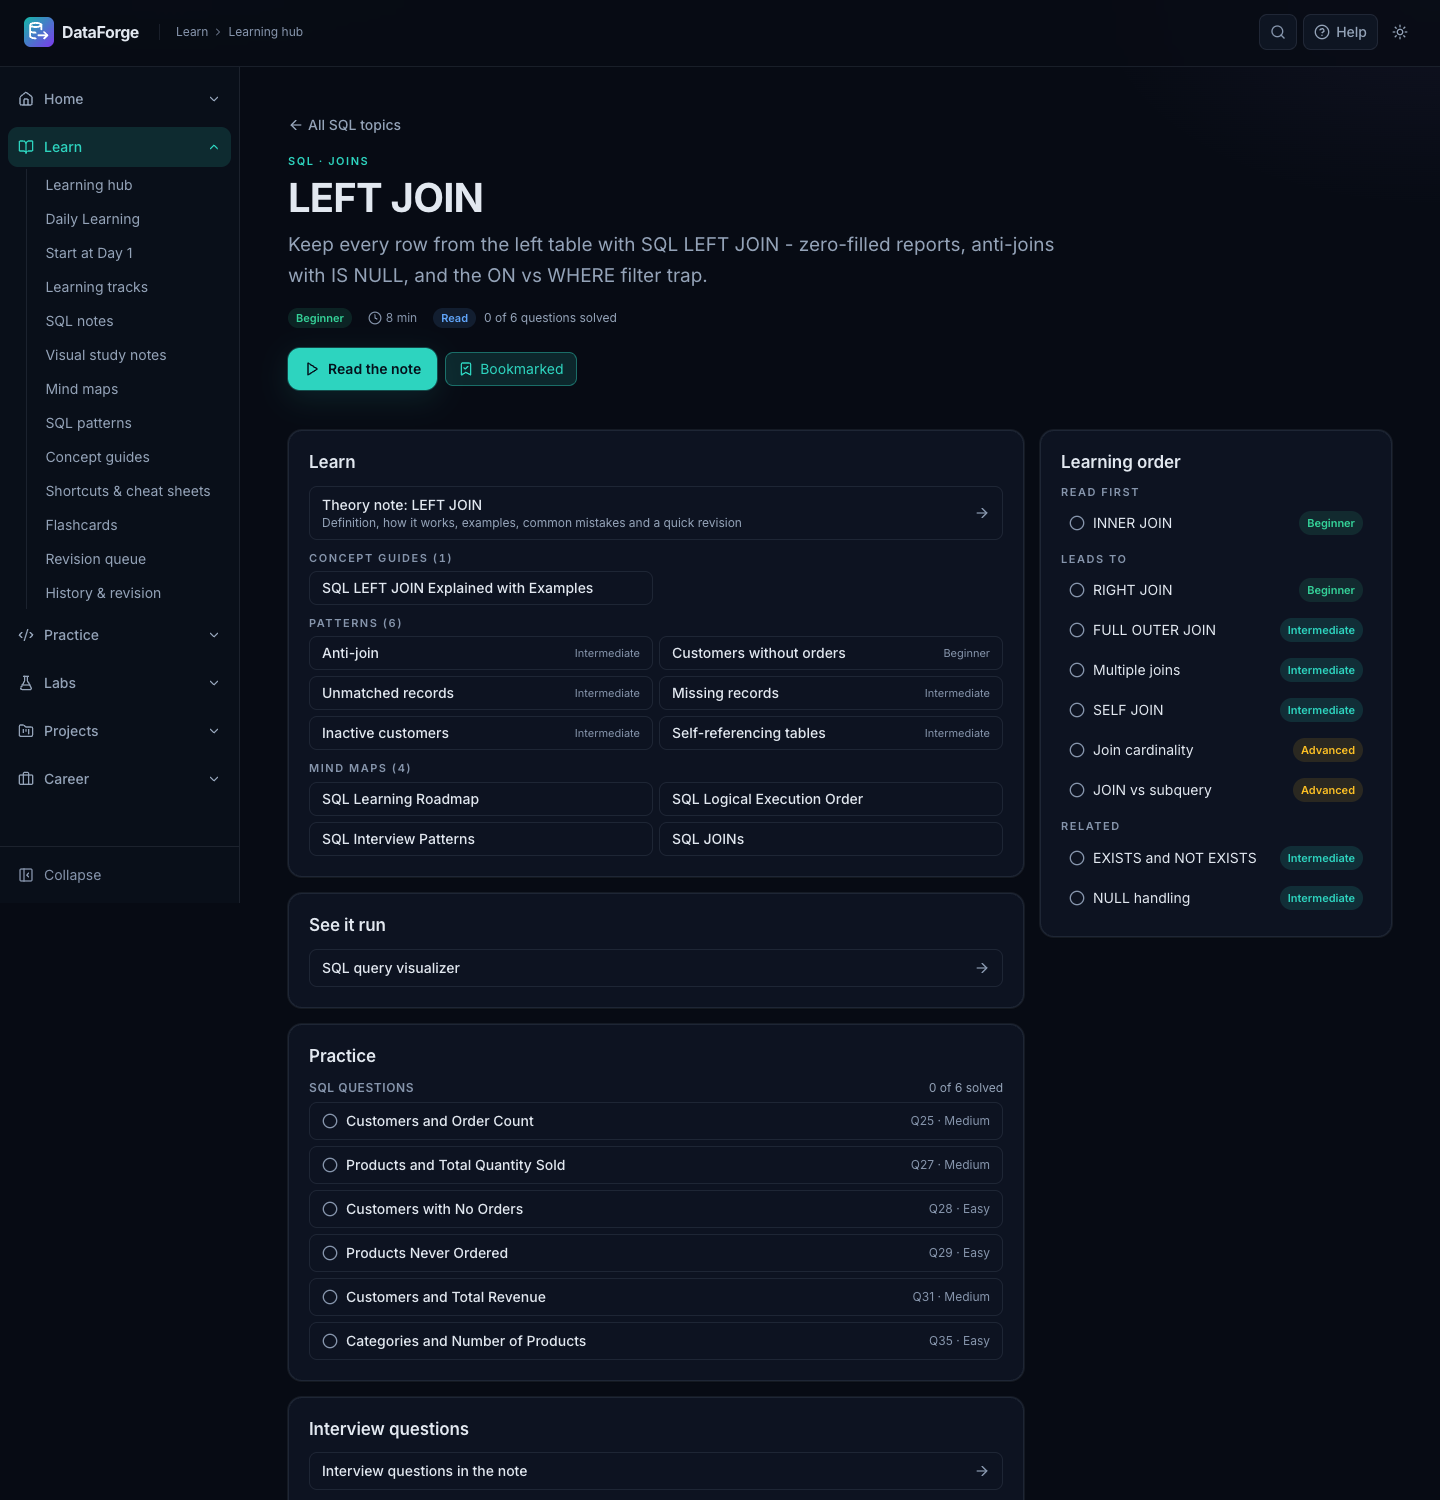 DataForge
Learn > Learning hub
Help
Home
Learn
Learning hub
Daily Learning
Start at Day 1
Learning tracks
SQL notes
Visual study notes
Mind maps
SQL patterns
Concept guides
Shortcuts & cheat sheets
Flashcards
Revision queue
History & revision
Practice
Labs
Projects
Career
Collapse
All SQL topics
SQL · JOINS
LEFT JOIN
Keep every row from the left table with SQL LEFT JOIN - zero-filled reports, anti-joins
with IS NULL, and the ON vs WHERE filter trap.
Beginner 8 min Read 0 of 6 questions solved
Read the note Bookmarked
Learn
Theory note: LEFT JOIN
Definition, how it works, examples, common mistakes and a quick revision
CONCEPT GUIDES (1)
SQL LEFT JOIN Explained with Examples
PATTERNS (6)
Anti-join Intermediate
Customers without orders Beginner
Unmatched records Intermediate
Missing records Intermediate
Inactive customers Intermediate
Self-referencing tables Intermediate
MIND MAPS (4)
SQL Learning Roadmap
SQL Logical Execution Order
SQL Interview Patterns
SQL JOINs
See it run
SQL query visualizer
Practice
SQL QUESTIONS 0 of 6 solved
Customers and Order Count Q25 · Medium
Products and Total Quantity Sold Q27 · Medium
Customers with No Orders Q28 · Easy
Products Never Ordered Q29 · Easy
Customers and Total Revenue Q31 · Medium
Categories and Number of Products Q35 · Easy
Interview questions
Interview questions in the note
Learning order
READ FIRST
INNER JOIN Beginner
LEADS TO
RIGHT JOIN Beginner
FULL OUTER JOIN Intermediate
Multiple joins Intermediate
SELF JOIN Intermediate
Join cardinality Advanced
JOIN vs subquery Advanced
RELATED
EXISTS and NOT EXISTS Intermediate
NULL handling Intermediate